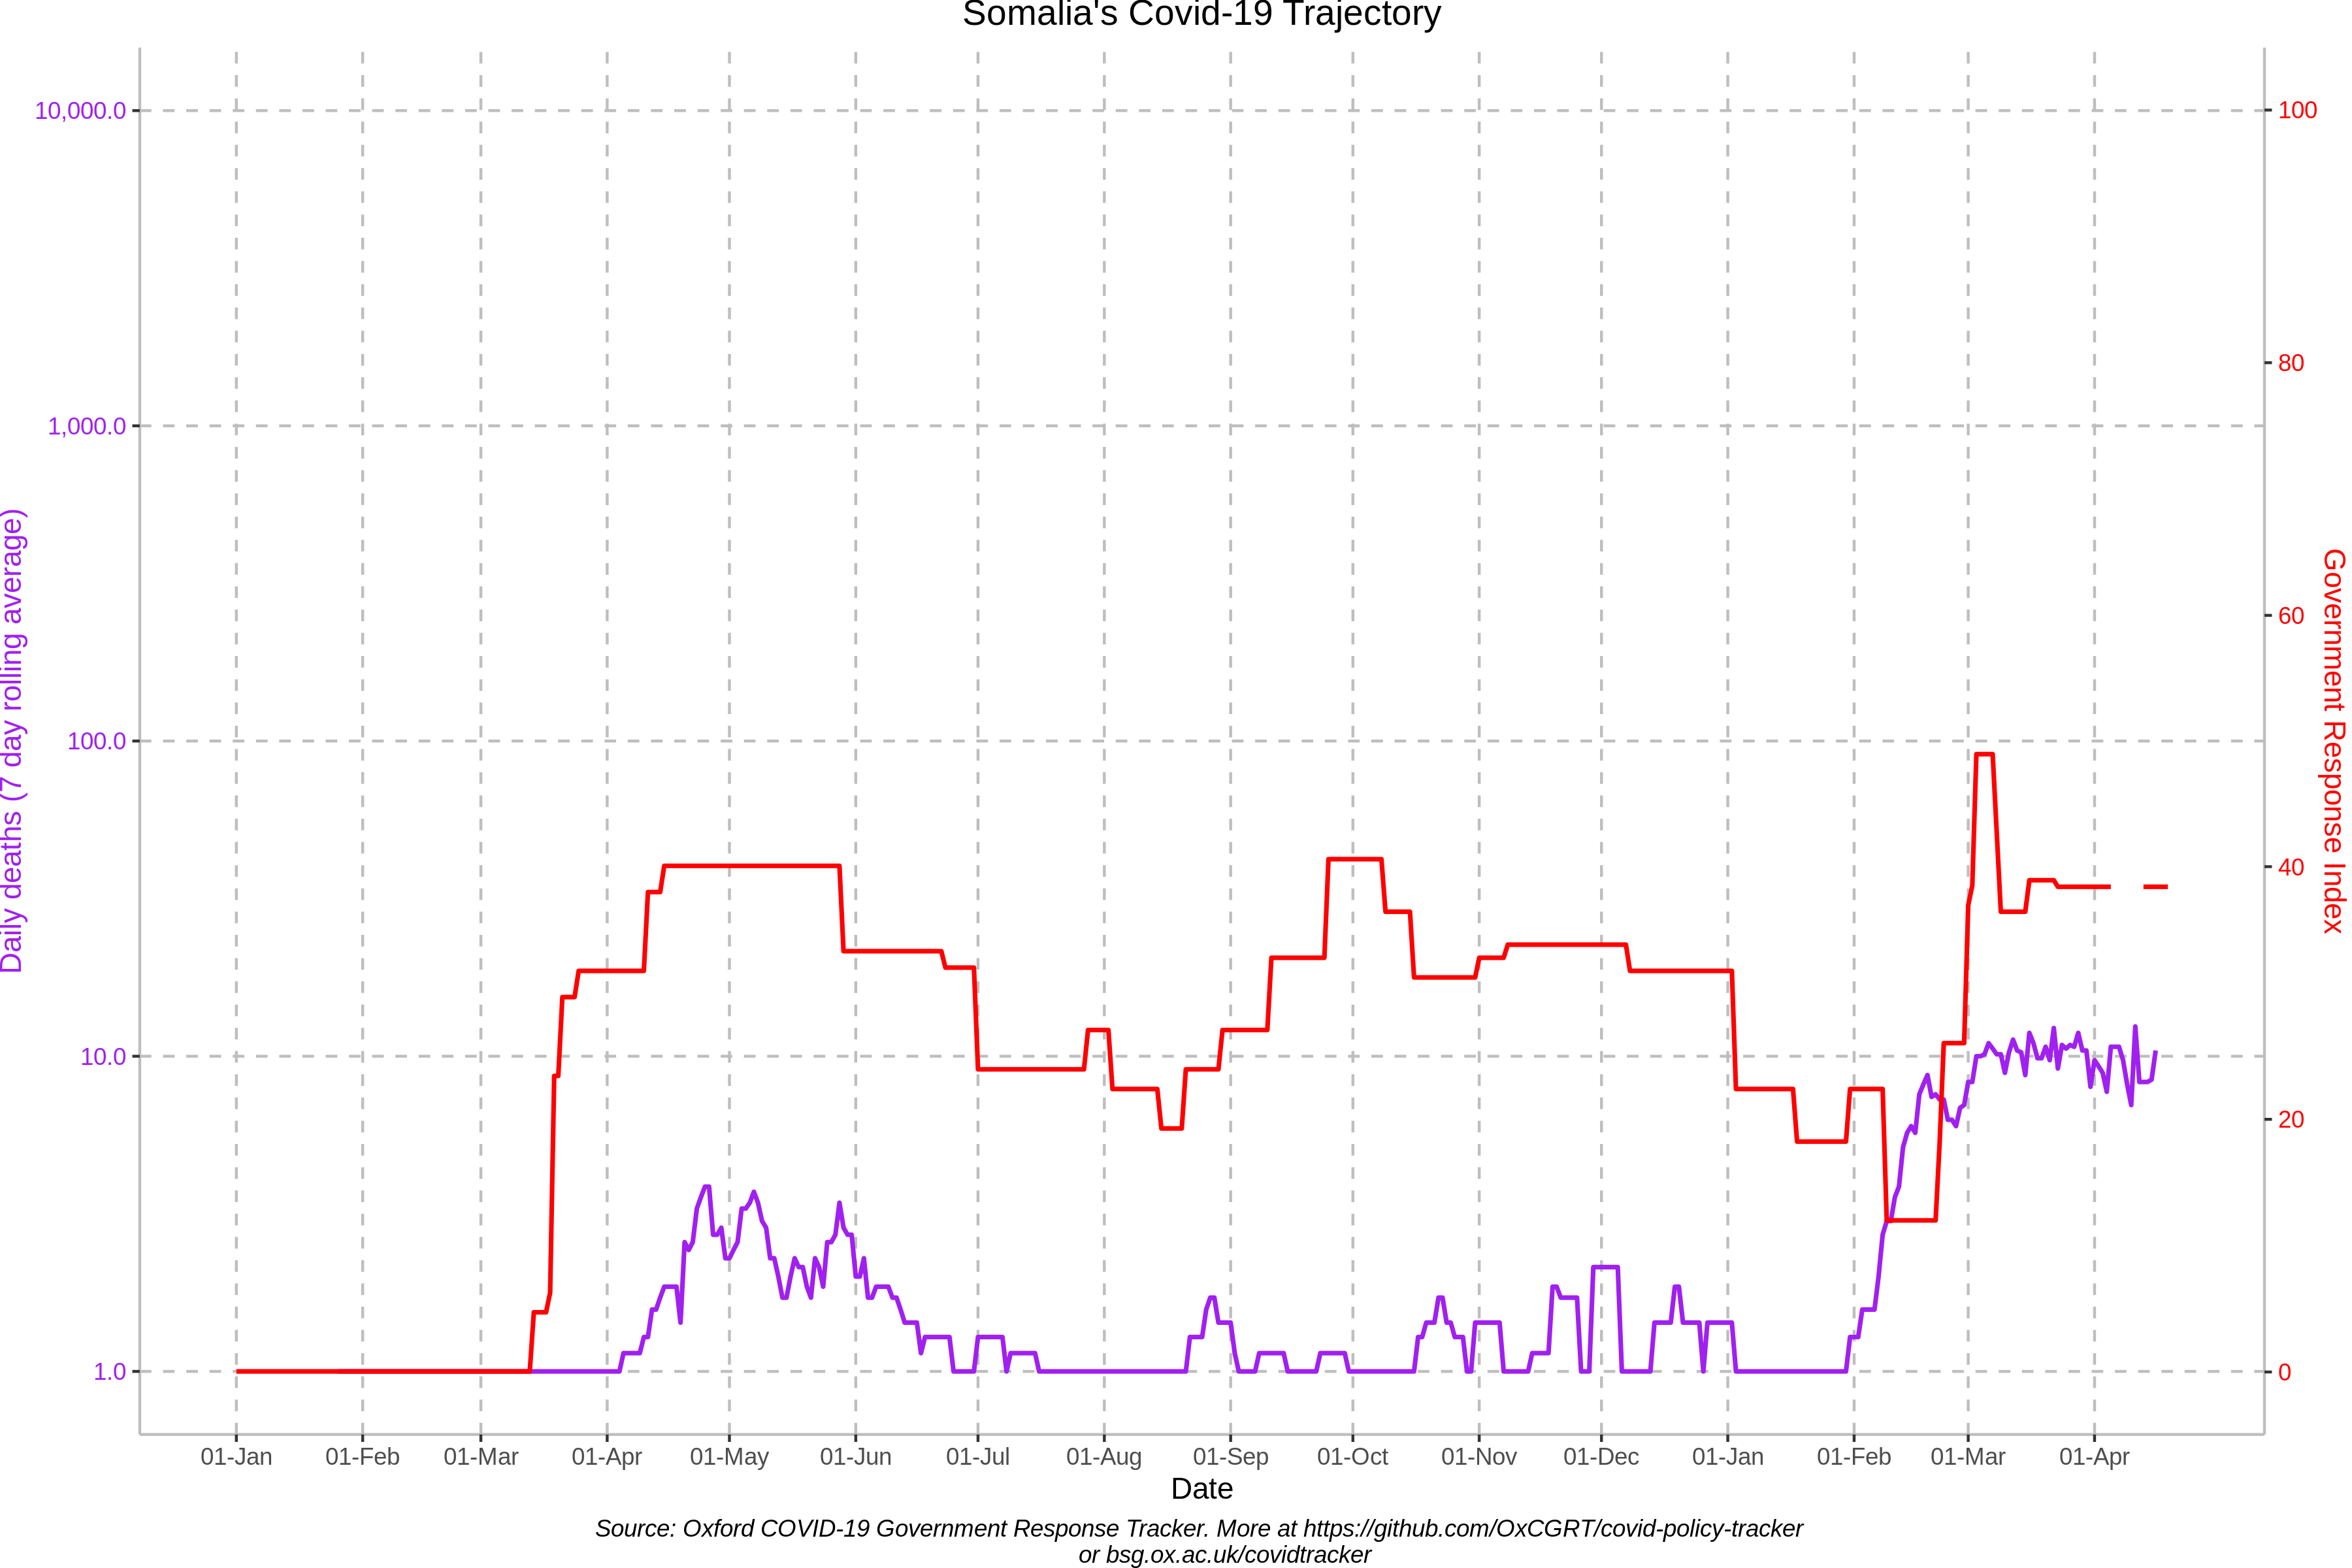 Somalia's Covid-19 Trajectory
10,000.0
1,000.0
100.0
10.0
1.0
Daily deaths (7 day rolling average)
100
80
60
40
20
0
Government Response Index
01-Jan 01-Feb 01-Mar 01-Apr 01-May 01-Jun 01-Jul 01-Aug 01-Sep 01-Oct 01-Nov 01-Dec 01-Jan 01-Feb 01-Mar 01-Apr
Date
Source: Oxford COVID-19 Government Response Tracker. More at https://github.com/OxCGRT/covid-policy-tracker
or bsg.ox.ac.uk/covidtracker